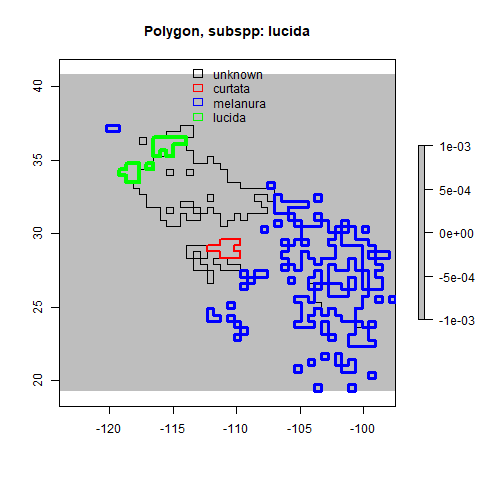 Polygon, subspp: lucida
unknown
curtata
melanura
lucida
40
35
30
25
20
-120 -115 -110 -105 -100
1e-03
5e-04
0e+00
-5e-04
-1e-03